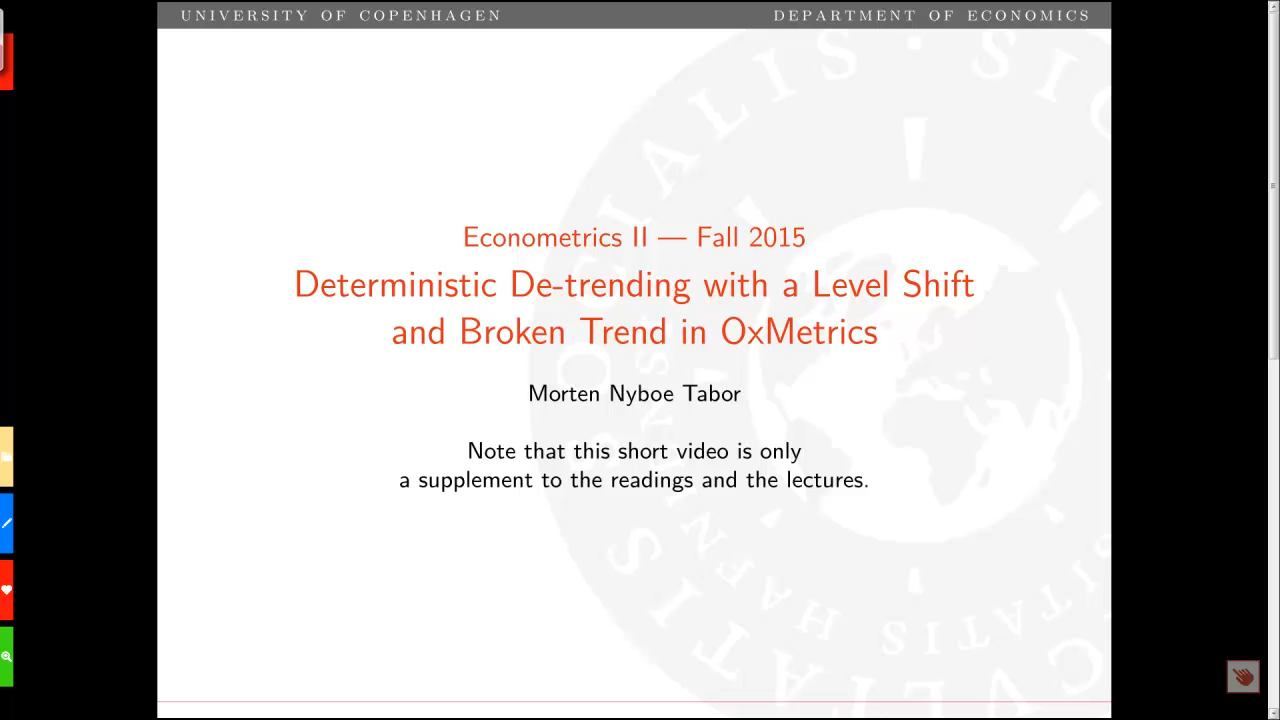 UNIVERSITY OF COPENHAGEN
DEPARTMENT OF ECONOMICS
Econometrics II — Fall 2015
Deterministic De-trending with a Level Shift
and Broken Trend in OxMetrics
Morten Nyboe Tabor
Note that this short video is only
a supplement to the readings and the lectures.